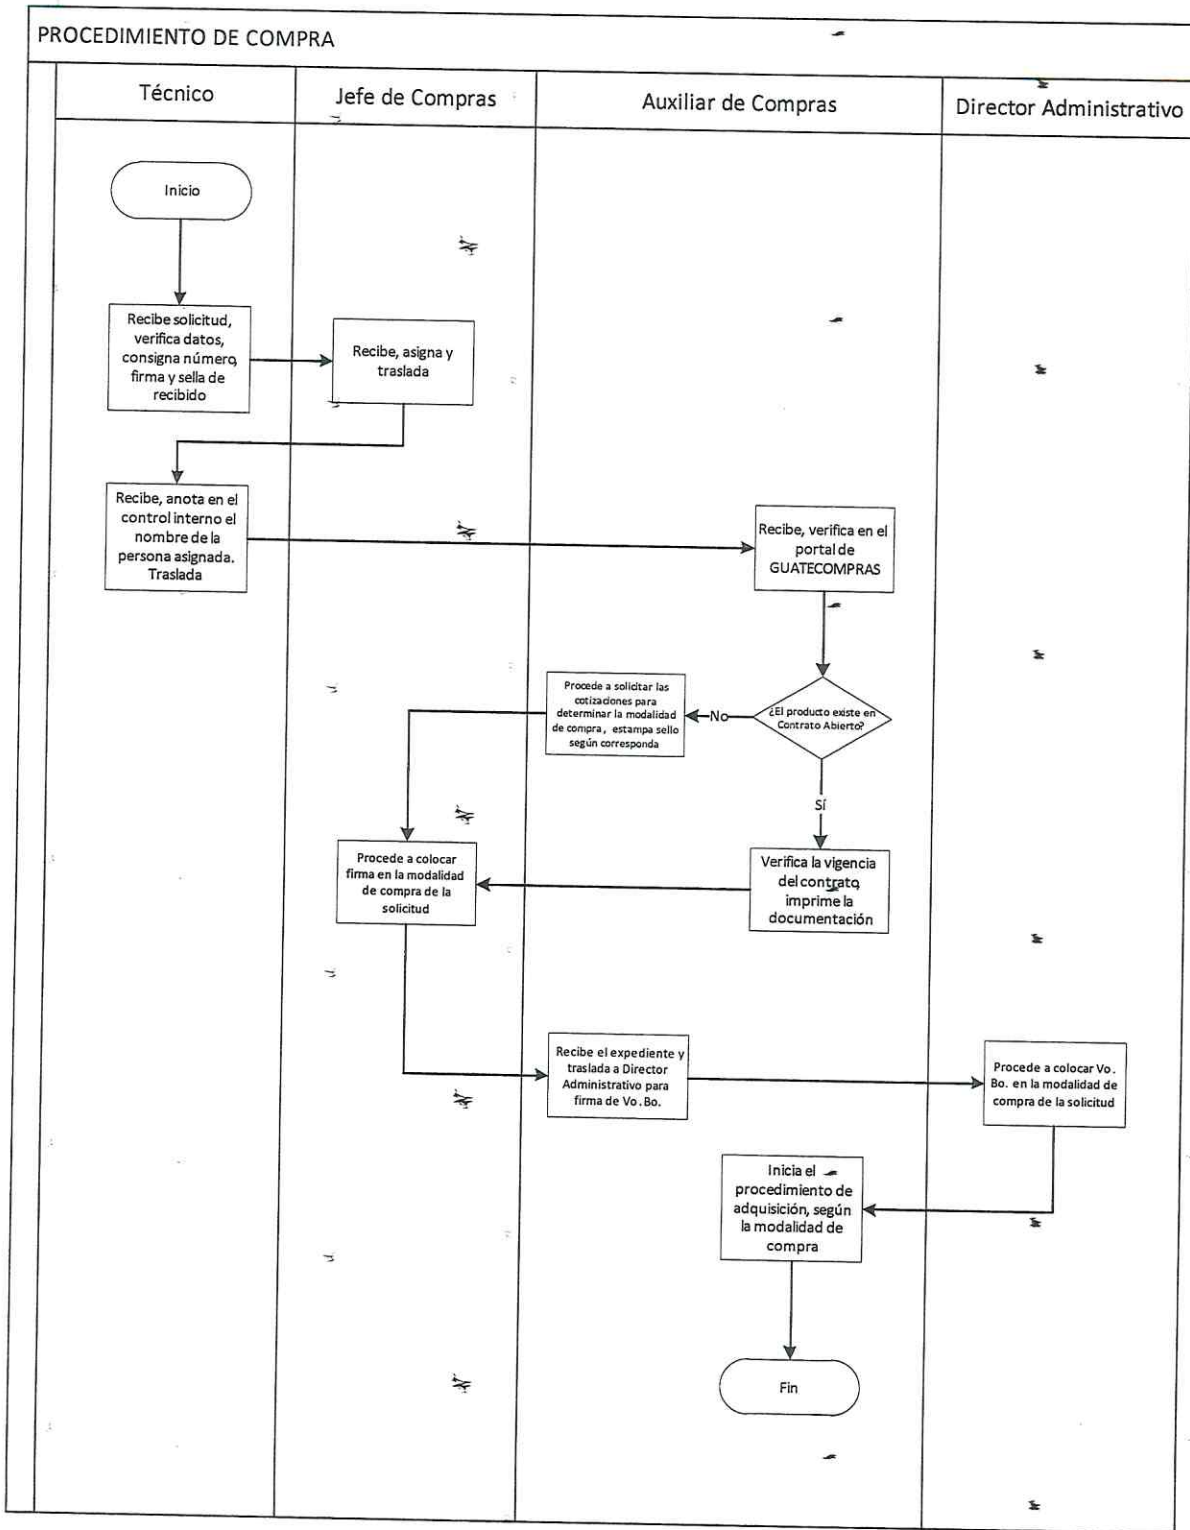 PROCEDIMIENTO DE COMPRA
Técnico
Jefe de Compras
Auxiliar de Compras
Director Administrativo
Inicio
Recibe solicitud,
verifica datos,
consigna número,
firma y sella de
recibido
Recibe, asigna y
traslada
Recibe, anota en el
control interno el
nombre de la
persona asignada.
Traslada
Recibe, verifica en el
portal de
GUATECOMPRAS
¿El producto existe en
Contrato Abierto?
No
Procede a solicitar las
cotizaciones para
determinar la modalidad
de compra, estampa sello
según corresponda
Sí
Verifica la vigencia
del contrato,
imprime la
documentación
Procede a colocar
firma en la modalidad
de compra de la
solicitud
Recibe el expediente y
traslada a Director
Administrativo para
firma de Vo.Bo.
Procede a colocar Vo.
Bo. en la modalidad de
compra de la solicitud
Inicia el
procedimiento de
adquisición, según
la modalidad de
compra
Fin